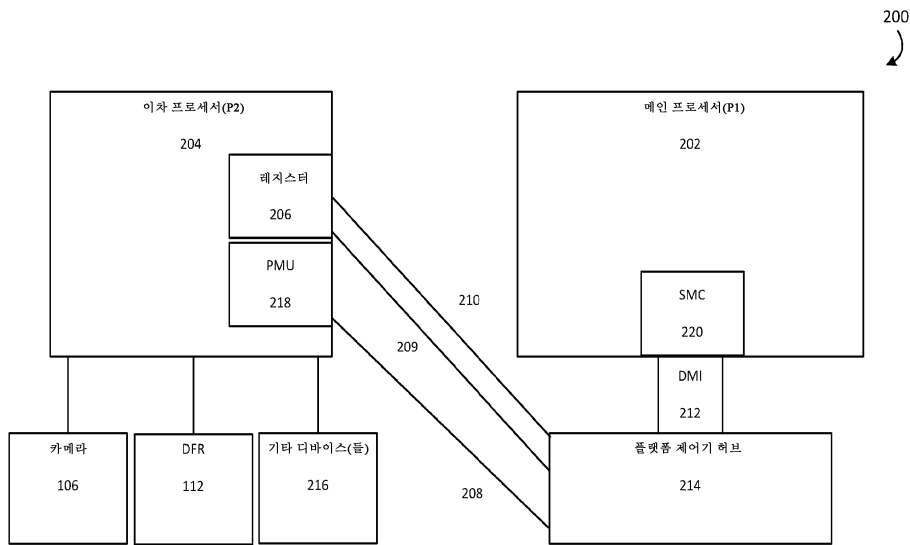 200
이차 프로세서(P2)
204
레지스터
206
PMU
218
메인 프로세서(P1)
202
SMC
220
210
209
208
DMI
212
카메라
106
DFR
112
기타 디바이스(들)
216
플랫폼 제어기 허브
214